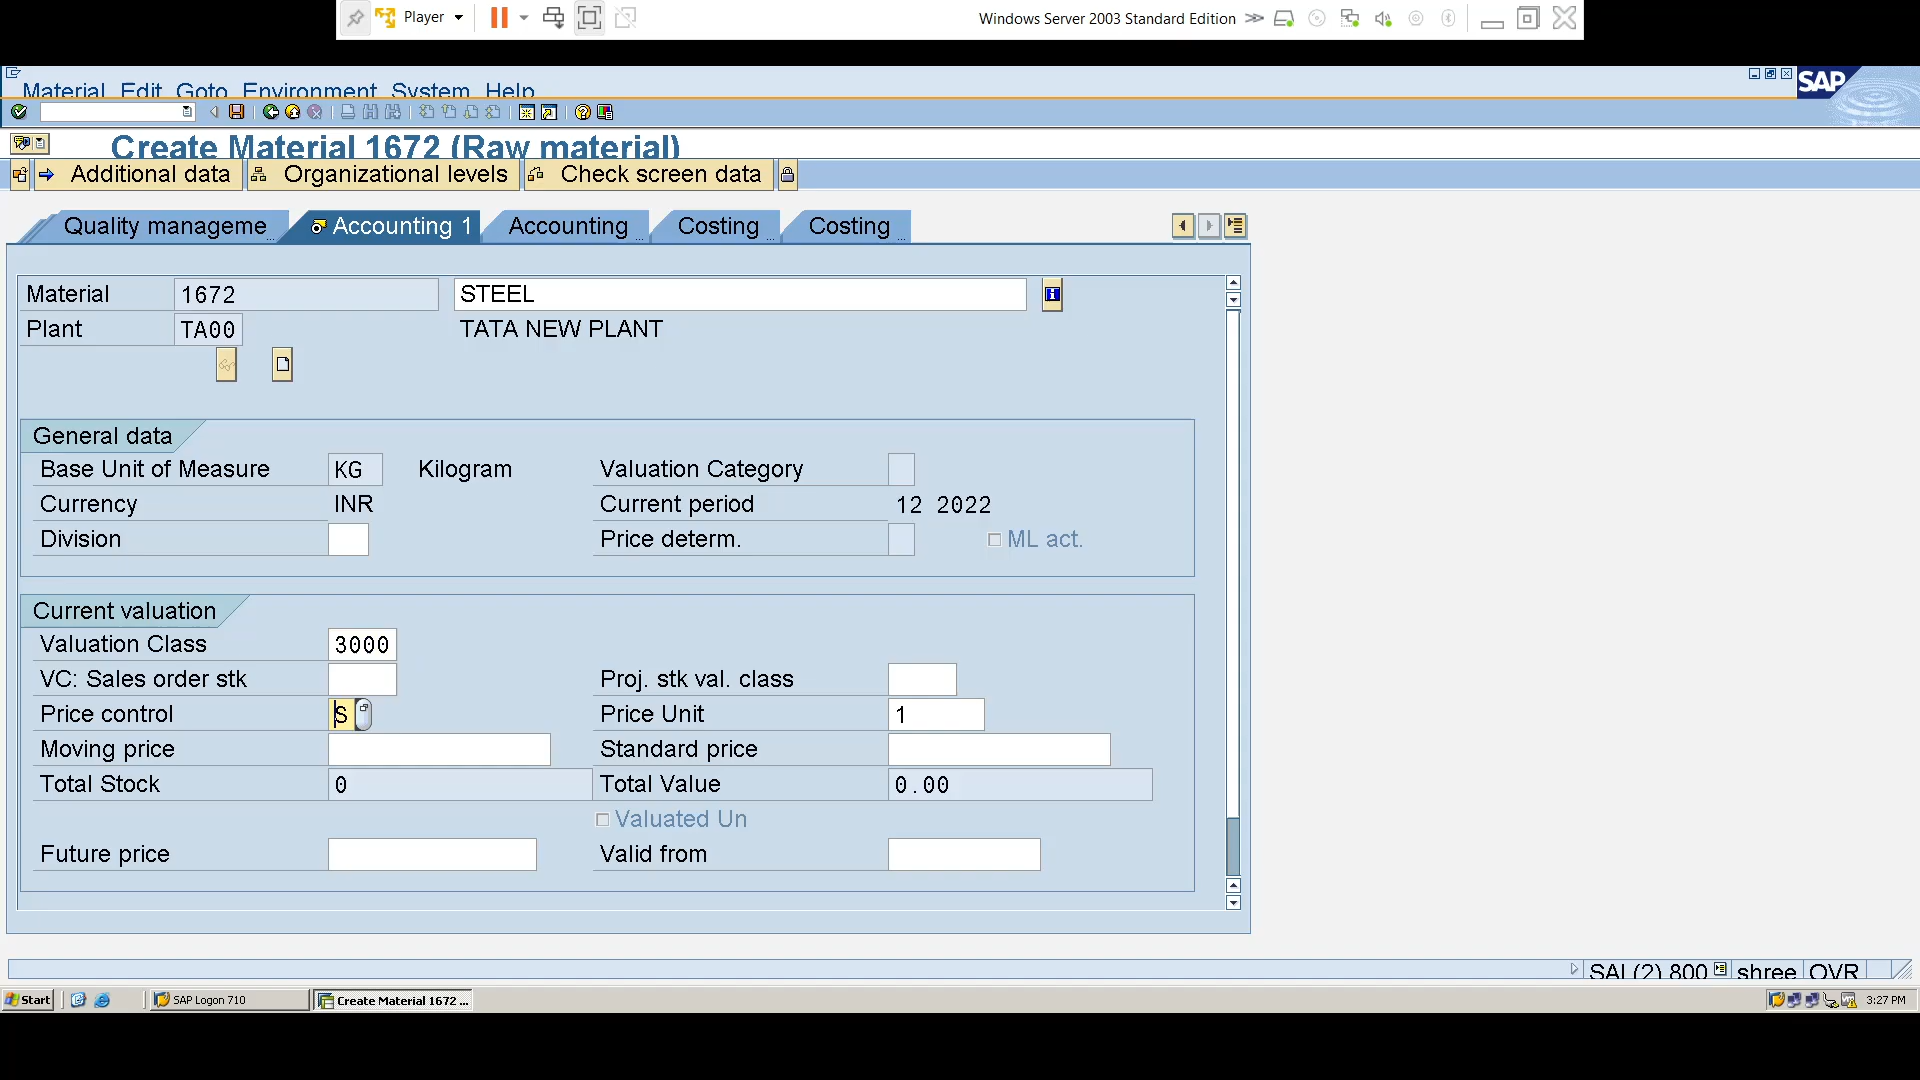 Player
Windows Server 2003 Standard Edition
Material Edit Goto Environment System Help
SAP
Create Material 1672 (Raw material)
Additional data Organizational levels Check screen data
Quality manageme... Accounting 1 Accounting ... Costing ... Costing ...
Material 1672 STEEL
Plant TA00 TATA NEW PLANT
General data
Base Unit of Measure KG Kilogram Valuation Category
Currency INR Current period 12 2022
Division Price determ. ML act.
Current valuation
Valuation Class 3000
VC: Sales order stk Proj. stk val. class
Price control S Price Unit 1
Moving price Standard price
Total Stock 0 Total Value 0.00
Valuated Un
Future price Valid from
SAI (2) 800 shree OVR
Start SAP Logon 710 Create Material 1672 ... 3:27 PM